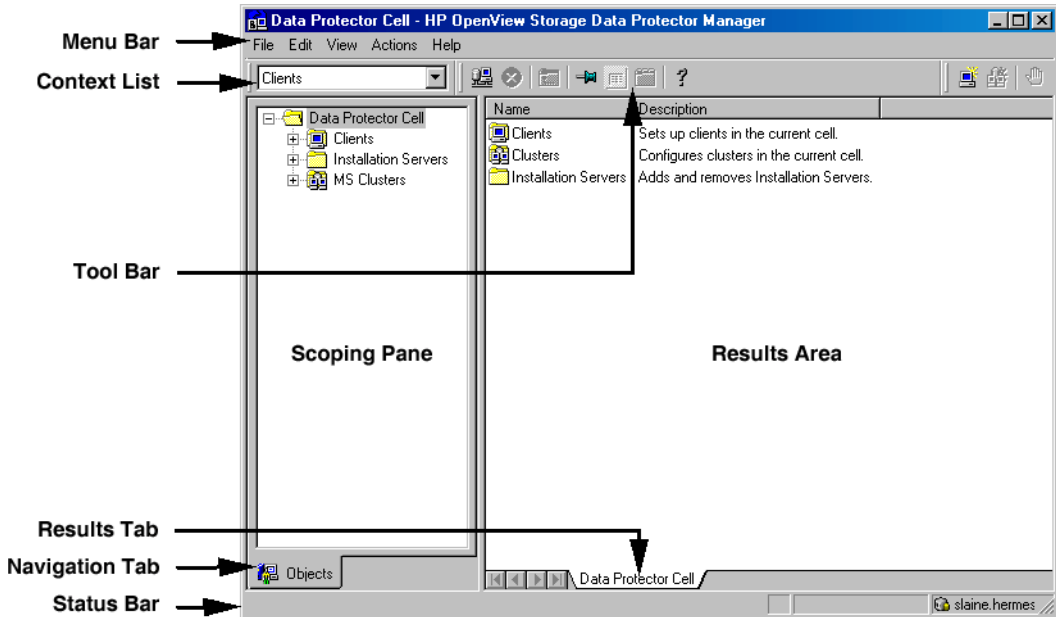 Data Protector Cell - HP OpenView Storage Data Protector Manager
Menu Bar
File Edit View Actions Help
Context List
Clients
?
Name Description
Data Protector Cell
Clients
Installation Servers
MS Clusters
Clients Sets up clients in the current cell.
Clusters Configures clusters in the current cell.
Installation Servers Adds and removes Installation Servers.
Tool Bar
Scoping Pane
Results Area
Results Tab
Navigation Tab
Objects
Data Protector Cell
Status Bar
slaine.hermes